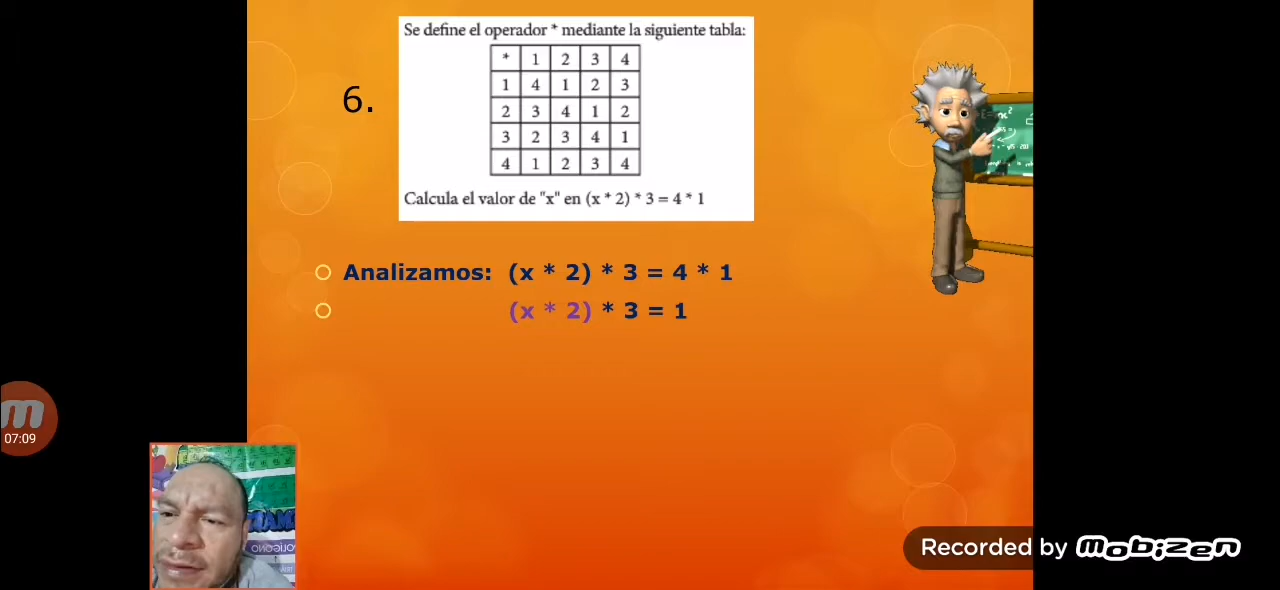 Se define el operador * mediante la siguiente tabla:
* 1 2 3 4
1 4 1 2 3
2 3 4 1 2
3 2 3 4 1
4 1 2 3 4
6.
Calcula el valor de "x" en (x * 2) * 3 = 4 * 1
Analizamos: (x * 2) * 3 = 4 * 1
(x * 2) * 3 = 1
07:09
Recorded by Mobizen